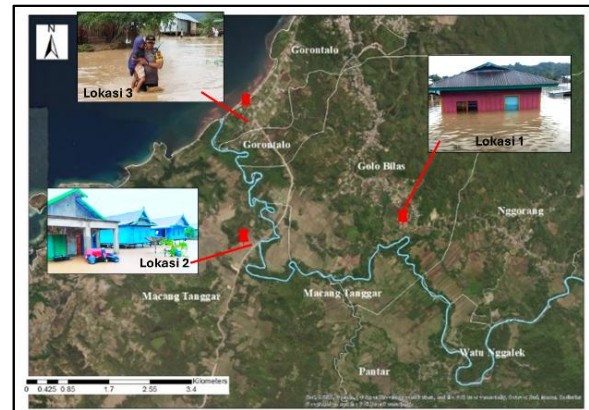 N
Gorontalo
Lokasi 3
Lokasi 1
Gorontalo
Golo Bilas
Nggorang
Lokasi 2
Macang Tanggar
Macang Tanggar
Watu Nggalek
Pantar
Kilometers
0 0.425 0.85 1.7 2.55 3.4